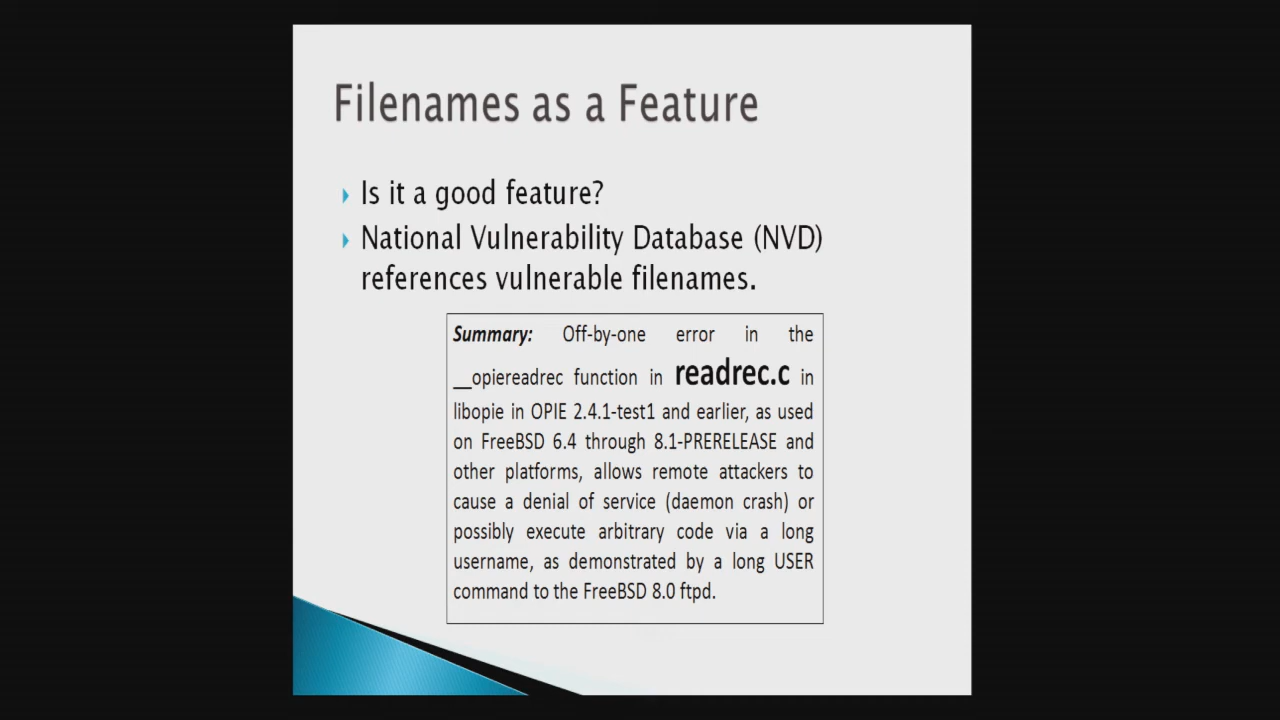 Filenames as a Feature
Is it a good feature?
National Vulnerability Database (NVD)
references vulnerable filenames.
Summary: Off-by-one error in the
__opiereadrec function in readrec.c in
libopie in OPIE 2.4.1-test1 and earlier, as used
on FreeBSD 6.4 through 8.1-PRERELEASE and
other platforms, allows remote attackers to
cause a denial of service (daemon crash) or
possibly execute arbitrary code via a long
username, as demonstrated by a long USER
command to the FreeBSD 8.0 ftpd.